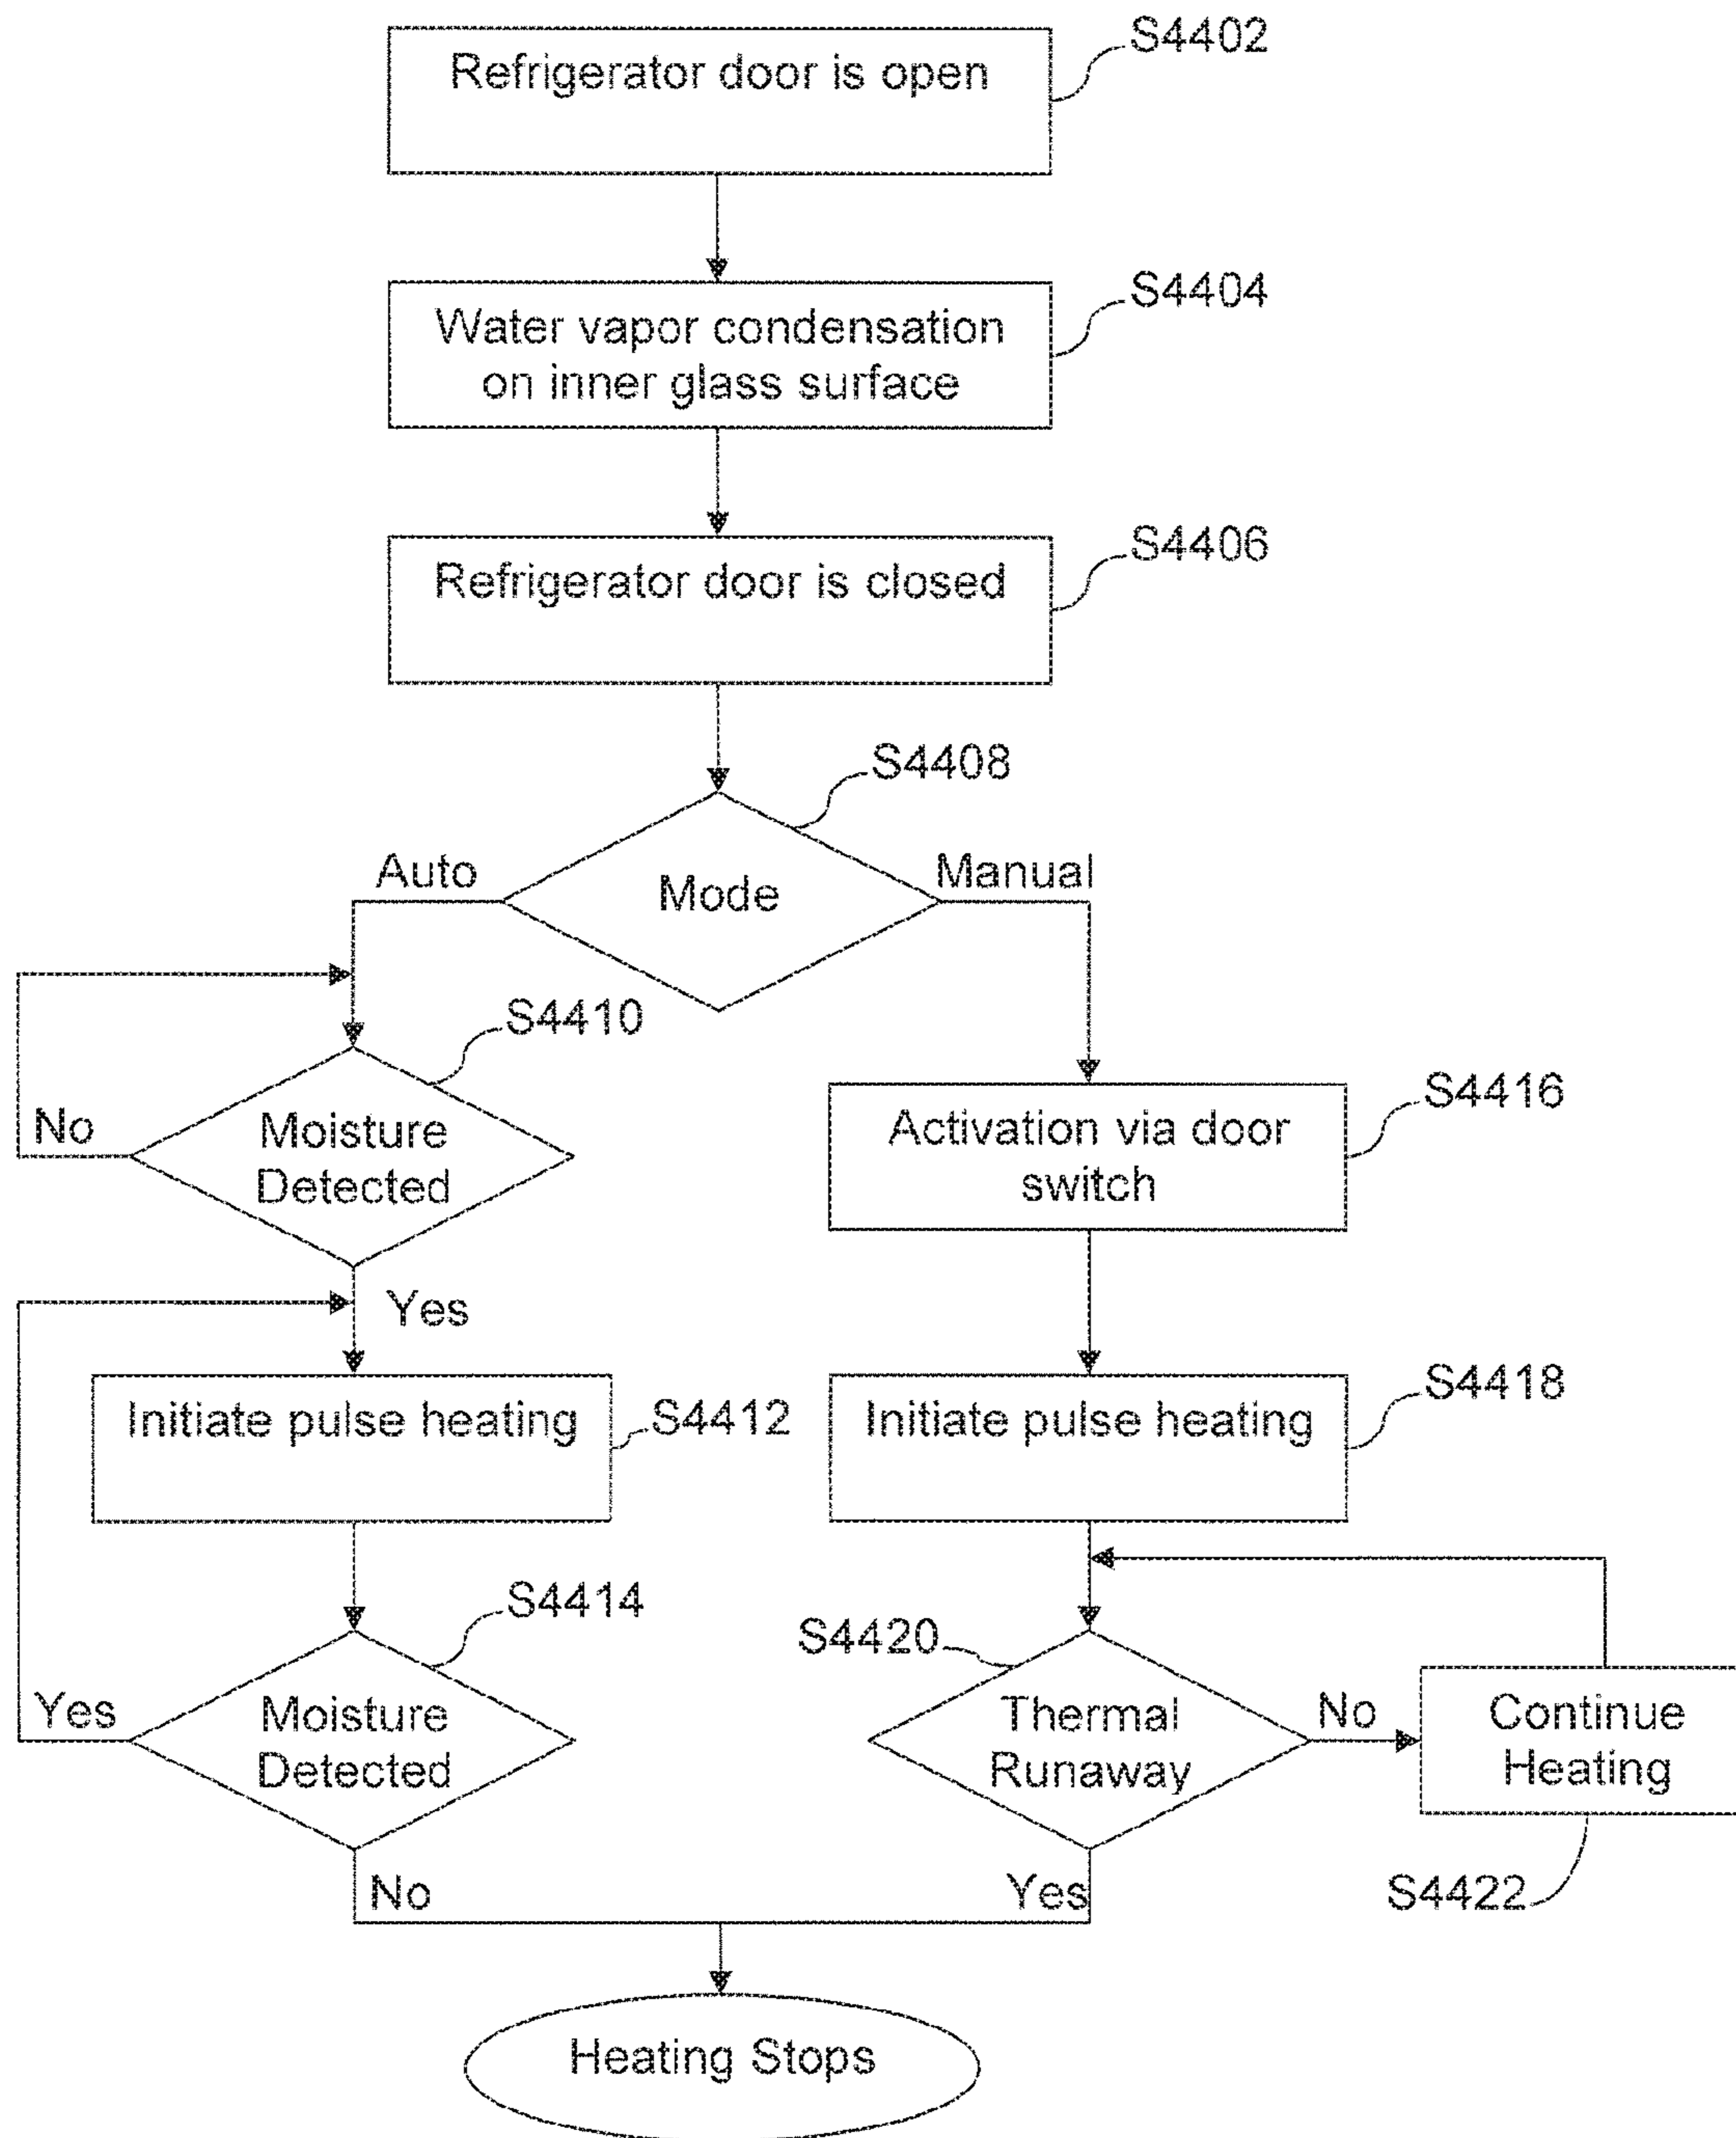 Refrigerator door is open
S4402
Water vapor condensation
on inner glass surface
S4404
Refrigerator door is closed
S4406
S4408
Auto
Mode
Manual
S4410
No
Moisture
Detected
S4416
Activation via door
switch
Yes
Initiate pulse heating
S4412
Initiate pulse heating
S4418
S4414
Yes
Moisture
Detected
S4420
Thermal
Runaway
No
Continue
Heating
No
Yes
S4422
Heating Stops